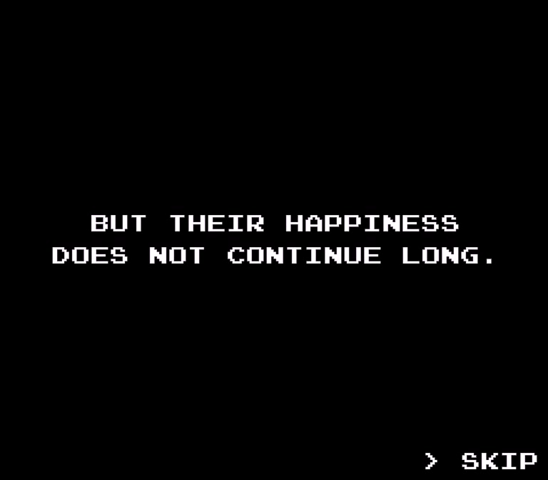 BUT THEIR HAPPINESS
DOES NOT CONTINUE LONG.
> SKIP